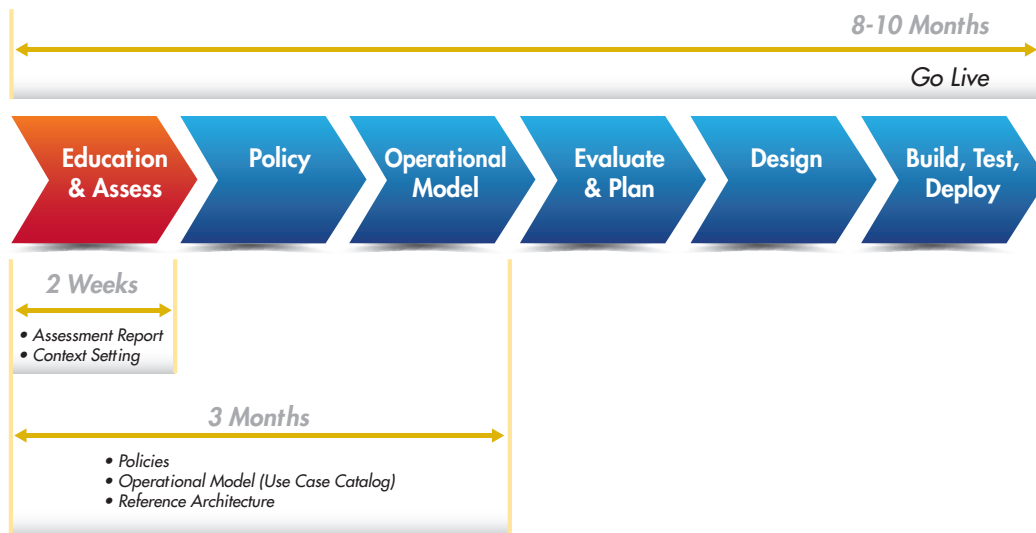 8-10 Months
Go Live
Education
& Assess
Policy
Operational
Model
Evaluate
& Plan
Design
Build, Test,
Deploy
2 Weeks
• Assessment Report
• Context Setting
3 Months
• Policies
• Operational Model (Use Case Catalog)
• Reference Architecture